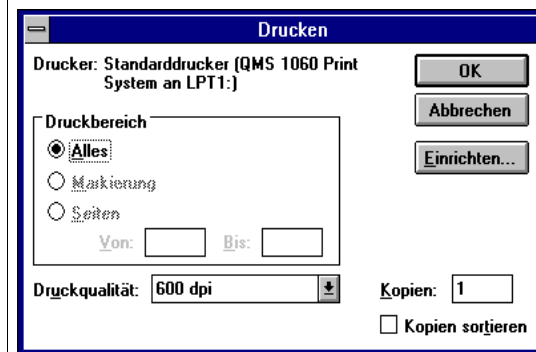 Drucken
Drucker: Standarddrucker (QMS 1060 Print
System an LPT1:)
OK
Abbrechen
Einrichten...
Druckbereich
Alles
Markierung
Seiten
Von: Bis:
Druckqualität: 600 dpi
Kopien: 1
Kopien sortieren